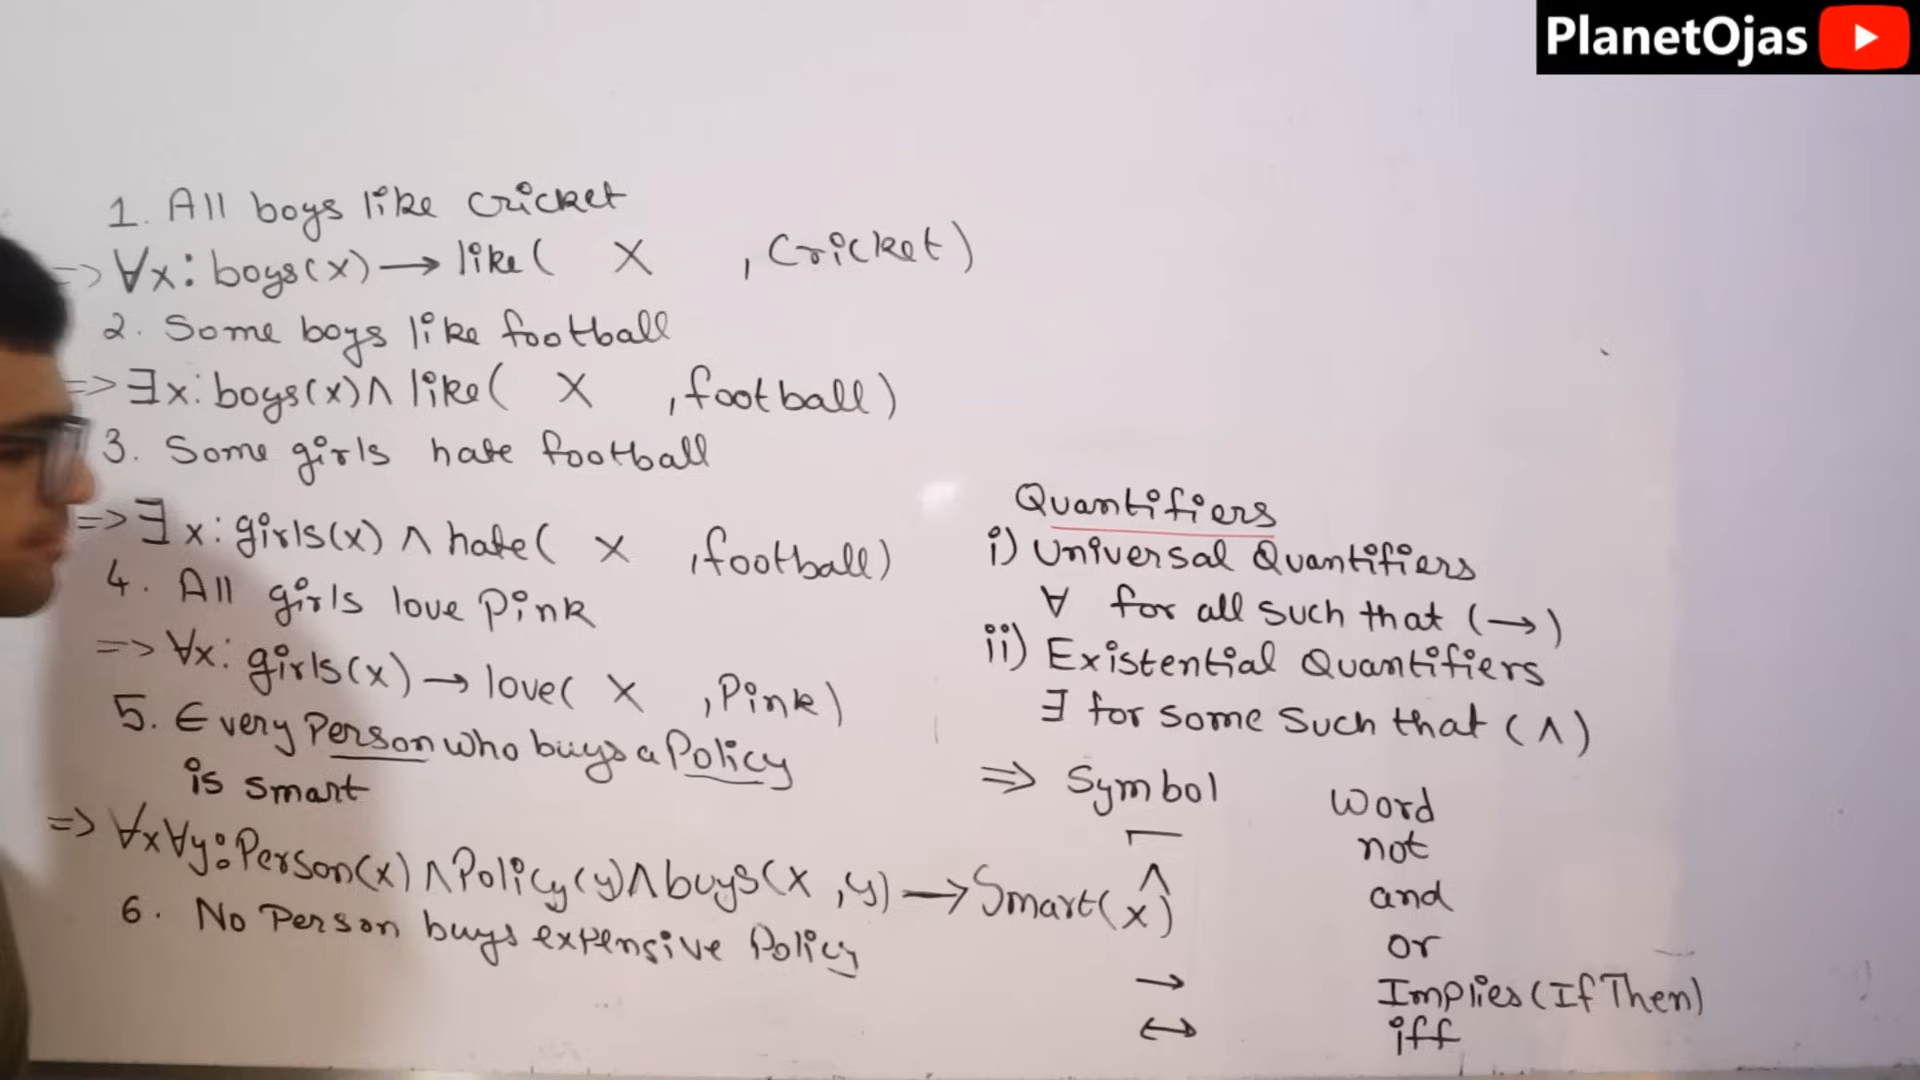 PlanetOjas
1. All boys like cricket
=> ∀x: boys(x) → like( X , Cricket)
2. Some boys like football
=> ∃x: boys(x) ∧ like( X , football)
3. Some girls hate football
=> ∃x: girls(x) ∧ hate( X , football)
4. All girls love Pink
=> ∀x: girls(x) → love( X , Pink)
5. Every Person who buys a Policy
is smart
=> ∀x∀y: Person(x) ∧ Policy(y) ∧ buys(x, y) → Smart(x)
6. No Person buys expensive Policy
Quantifiers
i) Universal Quantifiers
∀ for all such that (→)
ii) Existential Quantifiers
∃ for some Such that (∧)
=> Symbol Word
¬ not
∧ and
or
→ Implies (If Then)
↔ iff